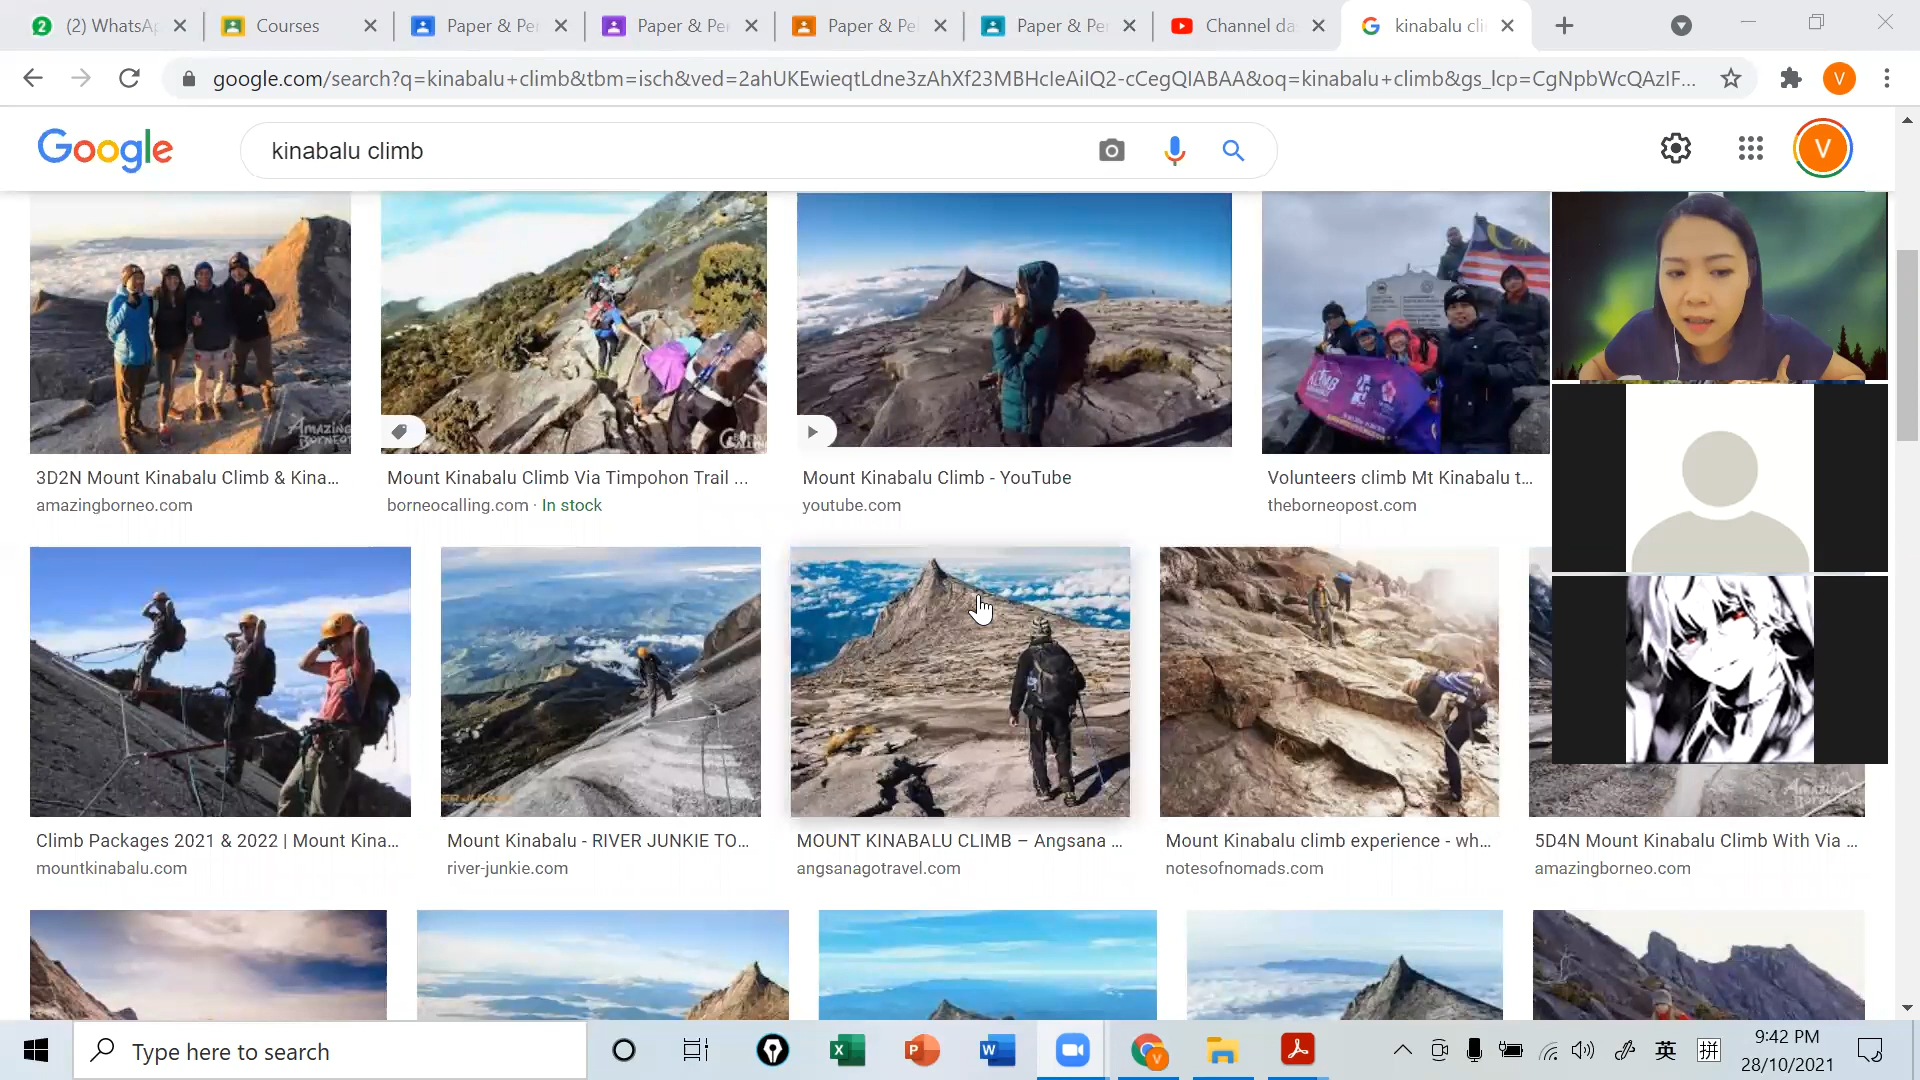 (2) WhatsAp
Courses
Paper & Pe
Paper & Pe
Paper & Pe
Paper & Pe
Channel da
kinabalu cli
google.com/search?q=kinabalu+climb&tbm=isch&ved=2ahUKEwieqtLdne3zAhXf23MBHcIeAiIQ2-cCegQIABAA&oq=kinabalu+climb&gs_lcp=CgNpbWcQAzIF...
V
Google
kinabalu climb
V
AMAZING
BORNEO
3D2N Mount Kinabalu Climb & Kina...
amazingborneo.com
Mount Kinabalu Climb Via Timpohon Trail ...
borneocalling.com · In stock
Mount Kinabalu Climb - YouTube
youtube.com
Volunteers climb Mt Kinabalu t...
theborneopost.com
Climb Packages 2021 & 2022 | Mount Kina...
mountkinabalu.com
Mount Kinabalu - RIVER JUNKIE TO...
river-junkie.com
MOUNT KINABALU CLIMB – Angsana ...
angsanagotravel.com
Mount Kinabalu climb experience - wh...
notesofnomads.com
5D4N Mount Kinabalu Climb With Via ...
amazingborneo.com
Type here to search
英
拼
9:42 PM
28/10/2021